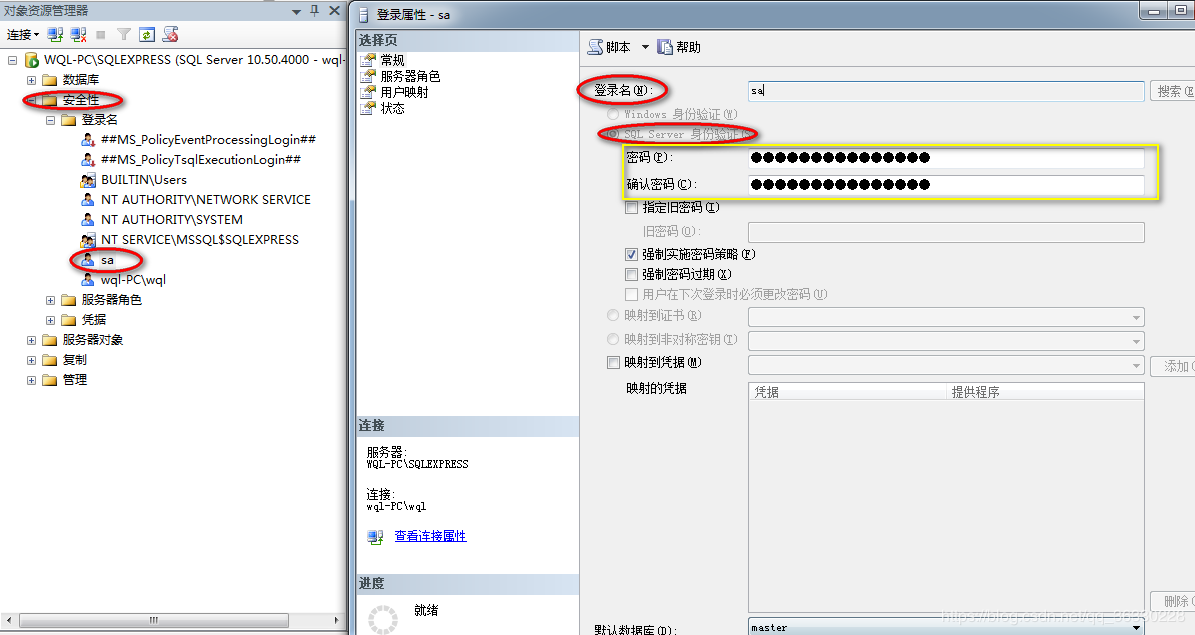 对象资源管理器
连接
WQL-PC\SQLEXPRESS (SQL Server 10.50.4000 - wql-
数据库
安全性
登录名
##MS_PolicyEventProcessingLogin##
##MS_PolicyTsqlExecutionLogin##
BUILTIN\Users
NT AUTHORITY\NETWORK SERVICE
NT AUTHORITY\SYSTEM
NT SERVICE\MSSQL$SQLEXPRESS
sa
wql-PC\wql
服务器角色
凭据
服务器对象
复制
管理
登录属性 - sa
选择页
常规
服务器角色
用户映射
状态
连接
服务器:
WQL-PC\SQLEXPRESS
连接:
wql-PC\wql
查看连接属性
进度
就绪
脚本 帮助
登录名(N): sa 搜索(E
Windows 身份验证(W)
SQL Server 身份验证(S
密码(P): ●●●●●●●●●●●●●●●
确认密码(C): ●●●●●●●●●●●●●●●
指定旧密码(I)
旧密码(O):
强制实施密码策略(F)
强制密码过期(X)
用户在下次登录时必须更改密码(U)
映射到证书(R)
映射到非对称密钥(T)
映射到凭据(M) 添加(
映射的凭据 凭据 提供程序
删除(
默认数据库(D): master